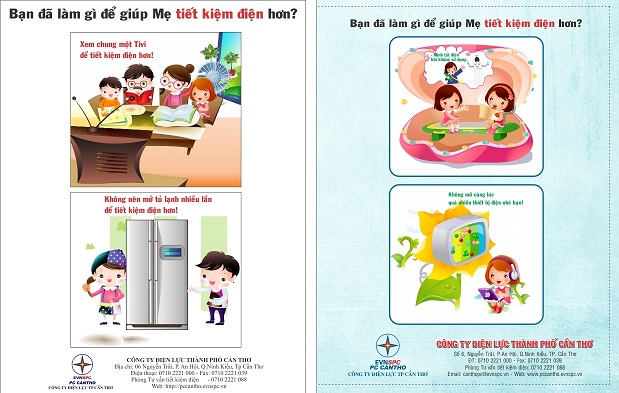 Bạn đã làm gì để giúp Mẹ tiết kiệm điện hơn?
Xem chung một Tivi
để tiết kiệm điện hơn!
Không nên mở tủ lạnh nhiều lần
để tiết kiệm điện hơn!
EVNSPC
PC CANTHO
CÔNG TY ĐIỆN LỰC TP CẦN THƠ
CÔNG TY ĐIỆN LỰC THÀNH PHỐ CẦN THƠ
Địa chỉ: 06 Nguyễn Trãi, P. An Hội, Q.Ninh Kiều, Tp Cần Thơ
Điện thoại: 0710 2221 000 - Fax: 0710 2221 039
Phòng Tư vấn tiết kiệm điện - 0710 2221 088
Web: http://pccantho.evnspc.vn
Bạn đã làm gì để giúp Mẹ tiết kiệm điện hơn?
- Mình tắt điện
khi không sử dụng.
Không mở cùng lúc
quá nhiều thiết bị điện nhé bạn!
EVNSPC
PC CANTHO
CÔNG TY ĐIỆN LỰC TP CẦN THƠ
CÔNG TY ĐIỆN LỰC THÀNH PHỐ CẦN THƠ
Số 6, Nguyễn Trãi, P. An Hội, Q.Ninh Kiều, TP. Cần Thơ
ĐT: 0710 2221 000 - Fax: 0710 2221 039
Phòng Tư vấn tiết kiệm điện: 0710 2221 088
Email: canthopc@evnspc.vn - Web: www.pccantho.evnspc.vn